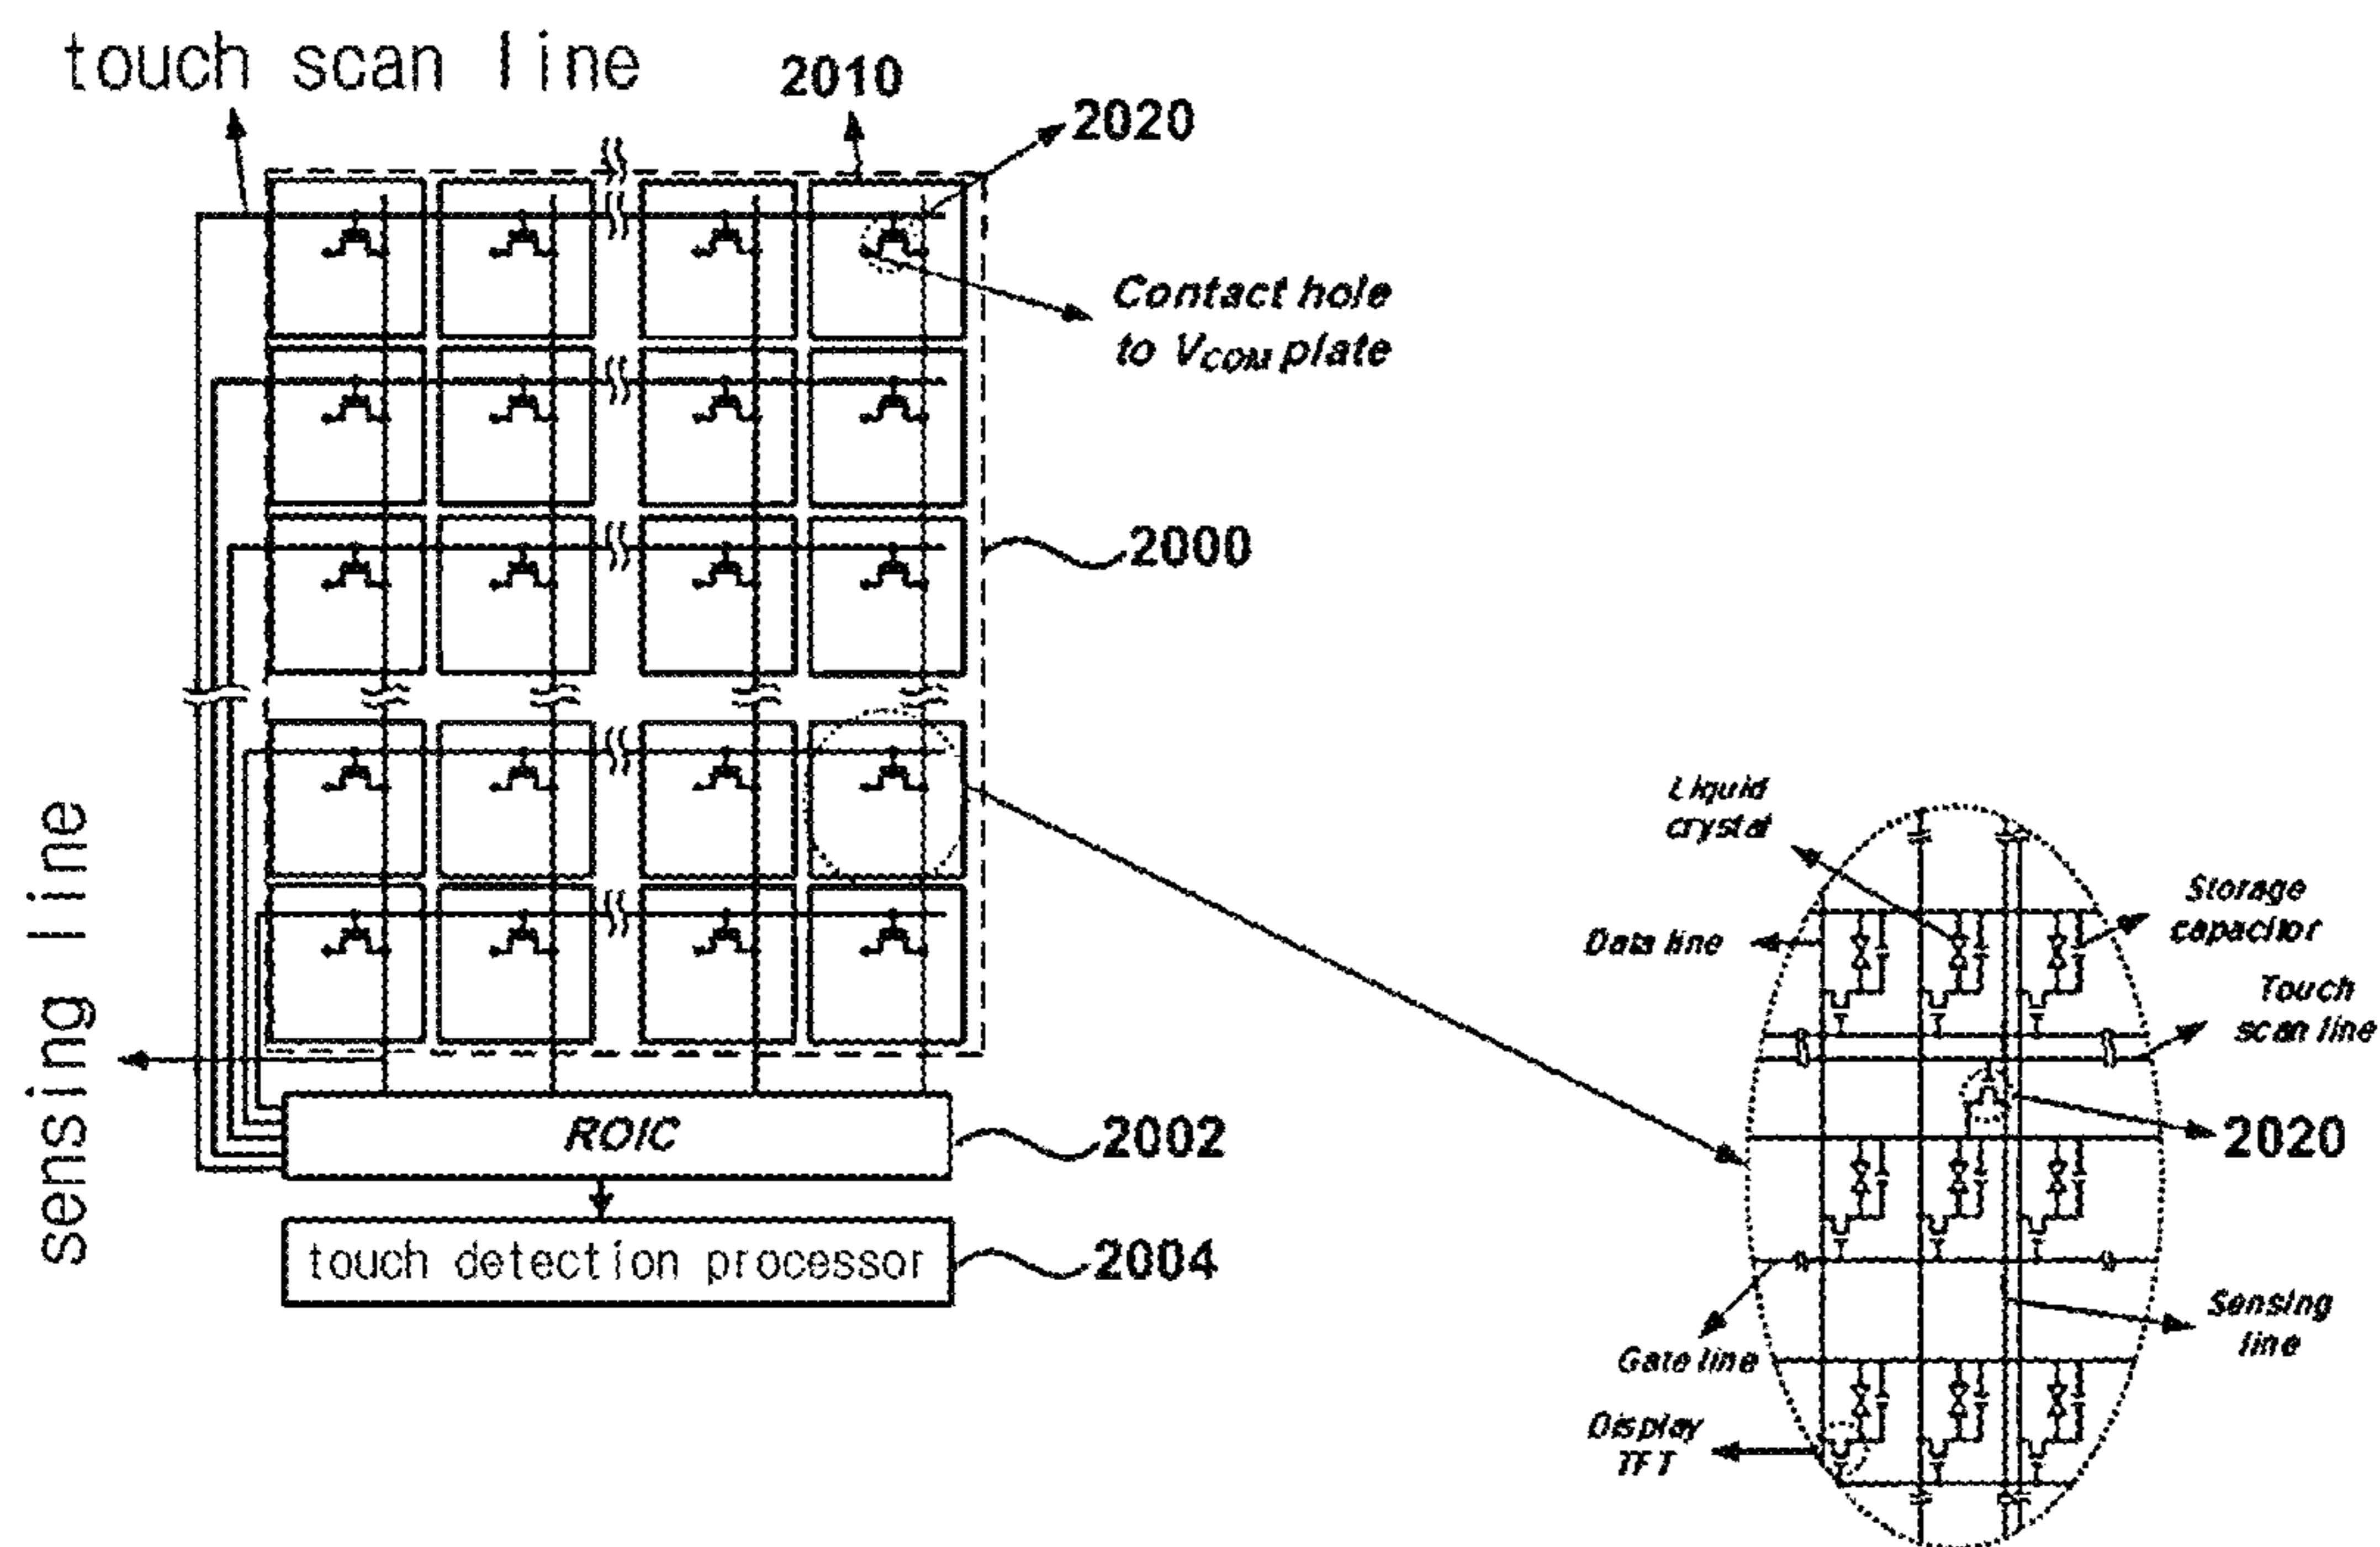 touch scan line
2010
2020
Contact hole
to VCOM plate
2000
sensing line
ROIC
2002
touch detection processor
2004
Liquid
crystal
Storage
capacitor
Data line
Touch
scan line
2020
Sensing
line
Gate line
Display
TFT